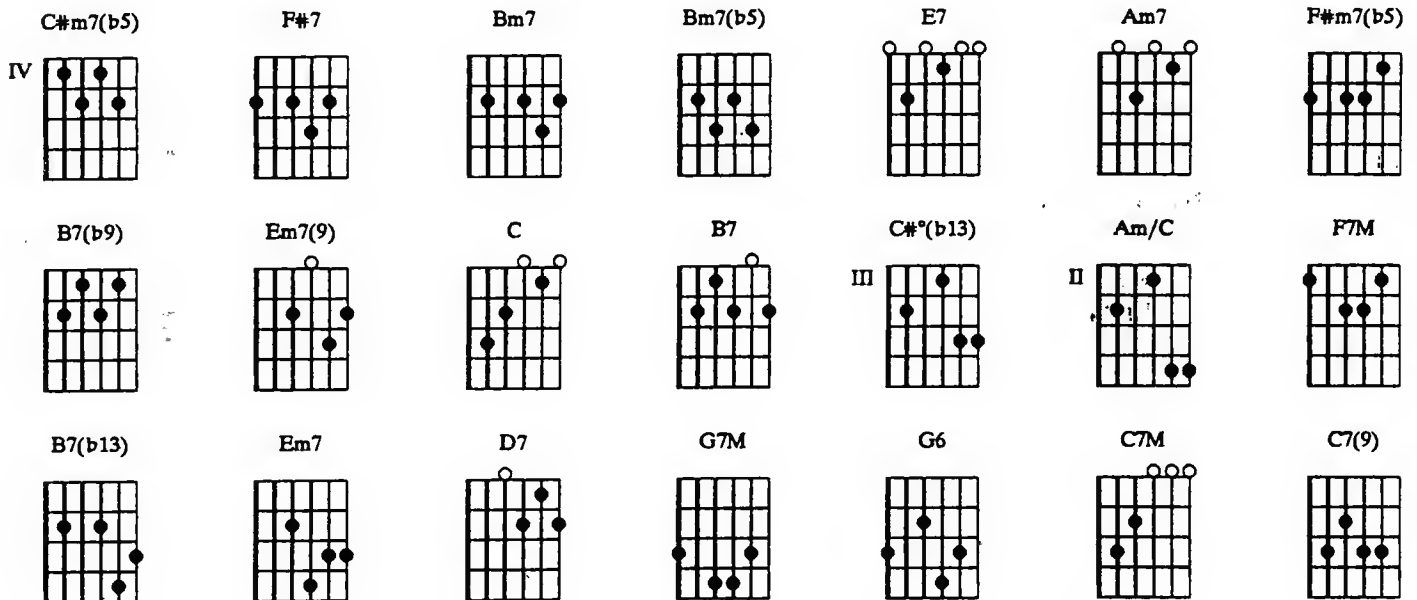 C#m7(b5) F#7 Bm7 Bm7(b5) E7 Am7 F#m7(b5)
IV
B7(b9) Em7(9) C B7 C#°(b13) Am/C F7M
III II
B7(b13) Em7 D7 G7M G6 C7M C7(9)